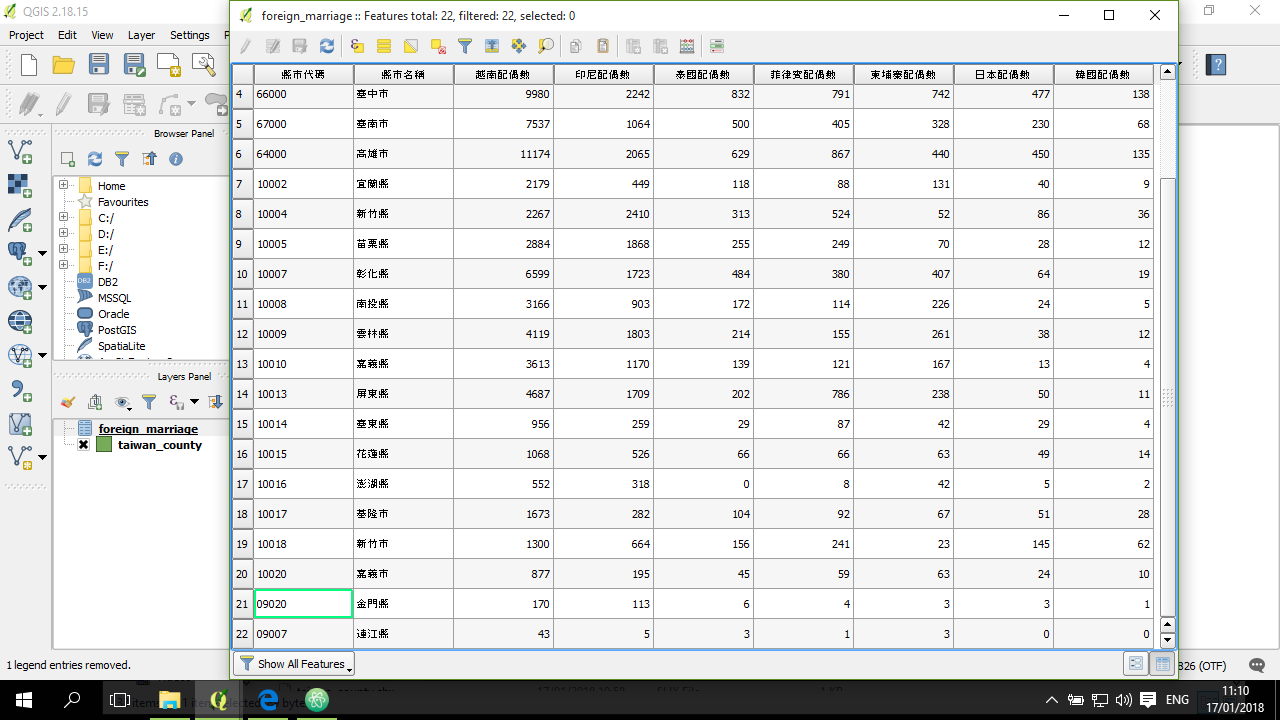 QGIS 2.18.15
foreign_marriage :: Features total: 22, filtered: 22, selected: 0
Project Edit View Layer Settings
縣市代碼 縣市名稱 越南配偶數 印尼配偶數 泰國配偶數 菲律賓配偶數 柬埔寨配偶數 日本配偶數 韓國配偶數
4 66000 臺中市 9980 2242 832 791 742 477 138
5 67000 臺南市 7537 1064 500 405 328 230 68
6 64000 高雄市 11174 2065 629 867 440 450 135
7 10002 宜蘭縣 2179 449 118 88 131 40 9
8 10004 新竹縣 2267 2410 313 524 52 86 36
9 10005 苗栗縣 2884 1868 255 249 70 28 12
10 10007 彰化縣 6599 1723 484 380 407 64 19
11 10008 南投縣 3166 903 172 114 226 24 5
12 10009 雲林縣 4119 1803 214 155 261 38 12
13 10010 嘉義縣 3613 1170 139 121 167 13 4
14 10013 屏東縣 4687 1709 202 786 238 50 11
15 10014 臺東縣 956 259 29 87 42 29 4
16 10015 花蓮縣 1068 526 66 66 63 49 14
17 10016 澎湖縣 552 318 0 8 42 5 2
18 10017 基隆市 1673 282 104 92 67 51 28
19 10018 新竹市 1300 664 156 241 23 145 62
20 10020 嘉義市 877 195 45 59 63 24 10
21 09020 金門縣 170 113 6 4 3 3 1
22 09007 連江縣 43 5 3 1 3 0 0
Show All Features
Browser Panel
Home
Favourites
C:/
D:/
E:/
F:/
DB2
MSSQL
Oracle
PostGIS
SpatiaLite
Layers Panel
foreign_marriage
taiwan_county
1 legend entries removed.
326 (OTF)
ENG
11:10
17/01/2018